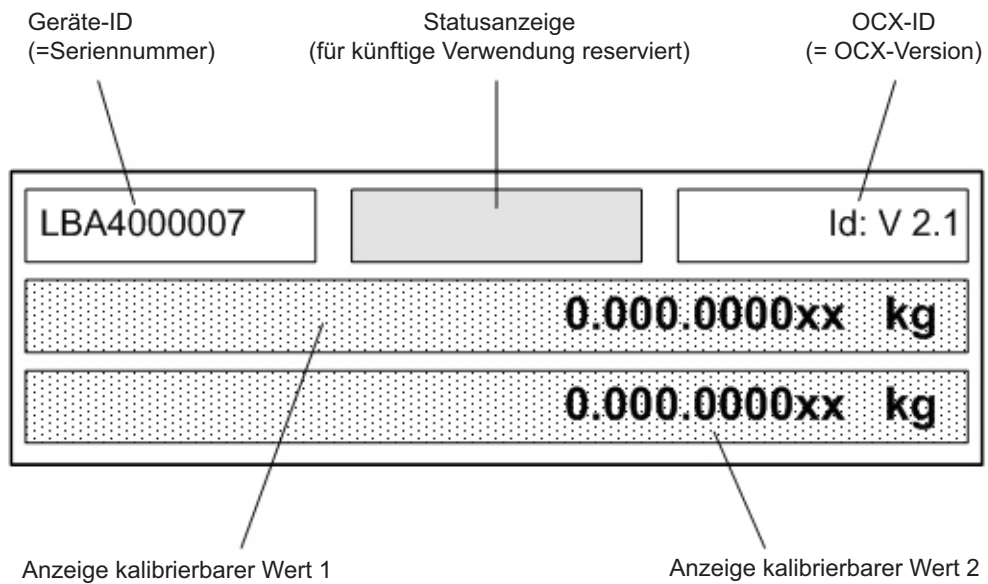 Geräte-ID
(=Seriennummer)
Statusanzeige
(für künftige Verwendung reserviert)
OCX-ID
(= OCX-Version)
LBA4000007
Id: V 2.1
0.000.0000xx kg
0.000.0000xx kg
Anzeige kalibrierbarer Wert 1
Anzeige kalibrierbarer Wert 2